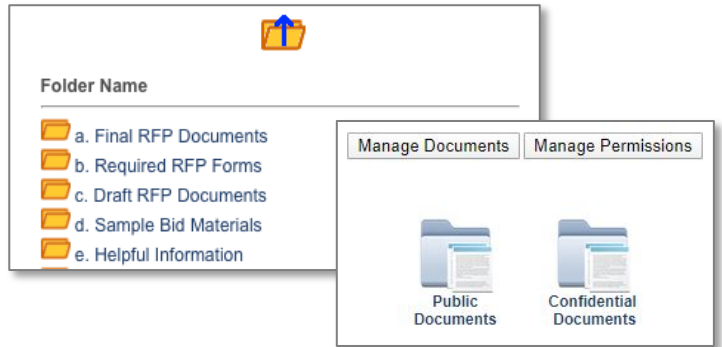 Folder Name
a. Final RFP Documents
b. Required RFP Forms
c. Draft RFP Documents
d. Sample Bid Materials
e. Helpful Information
Manage Documents
Manage Permissions
Public
Documents
Confidential
Documents